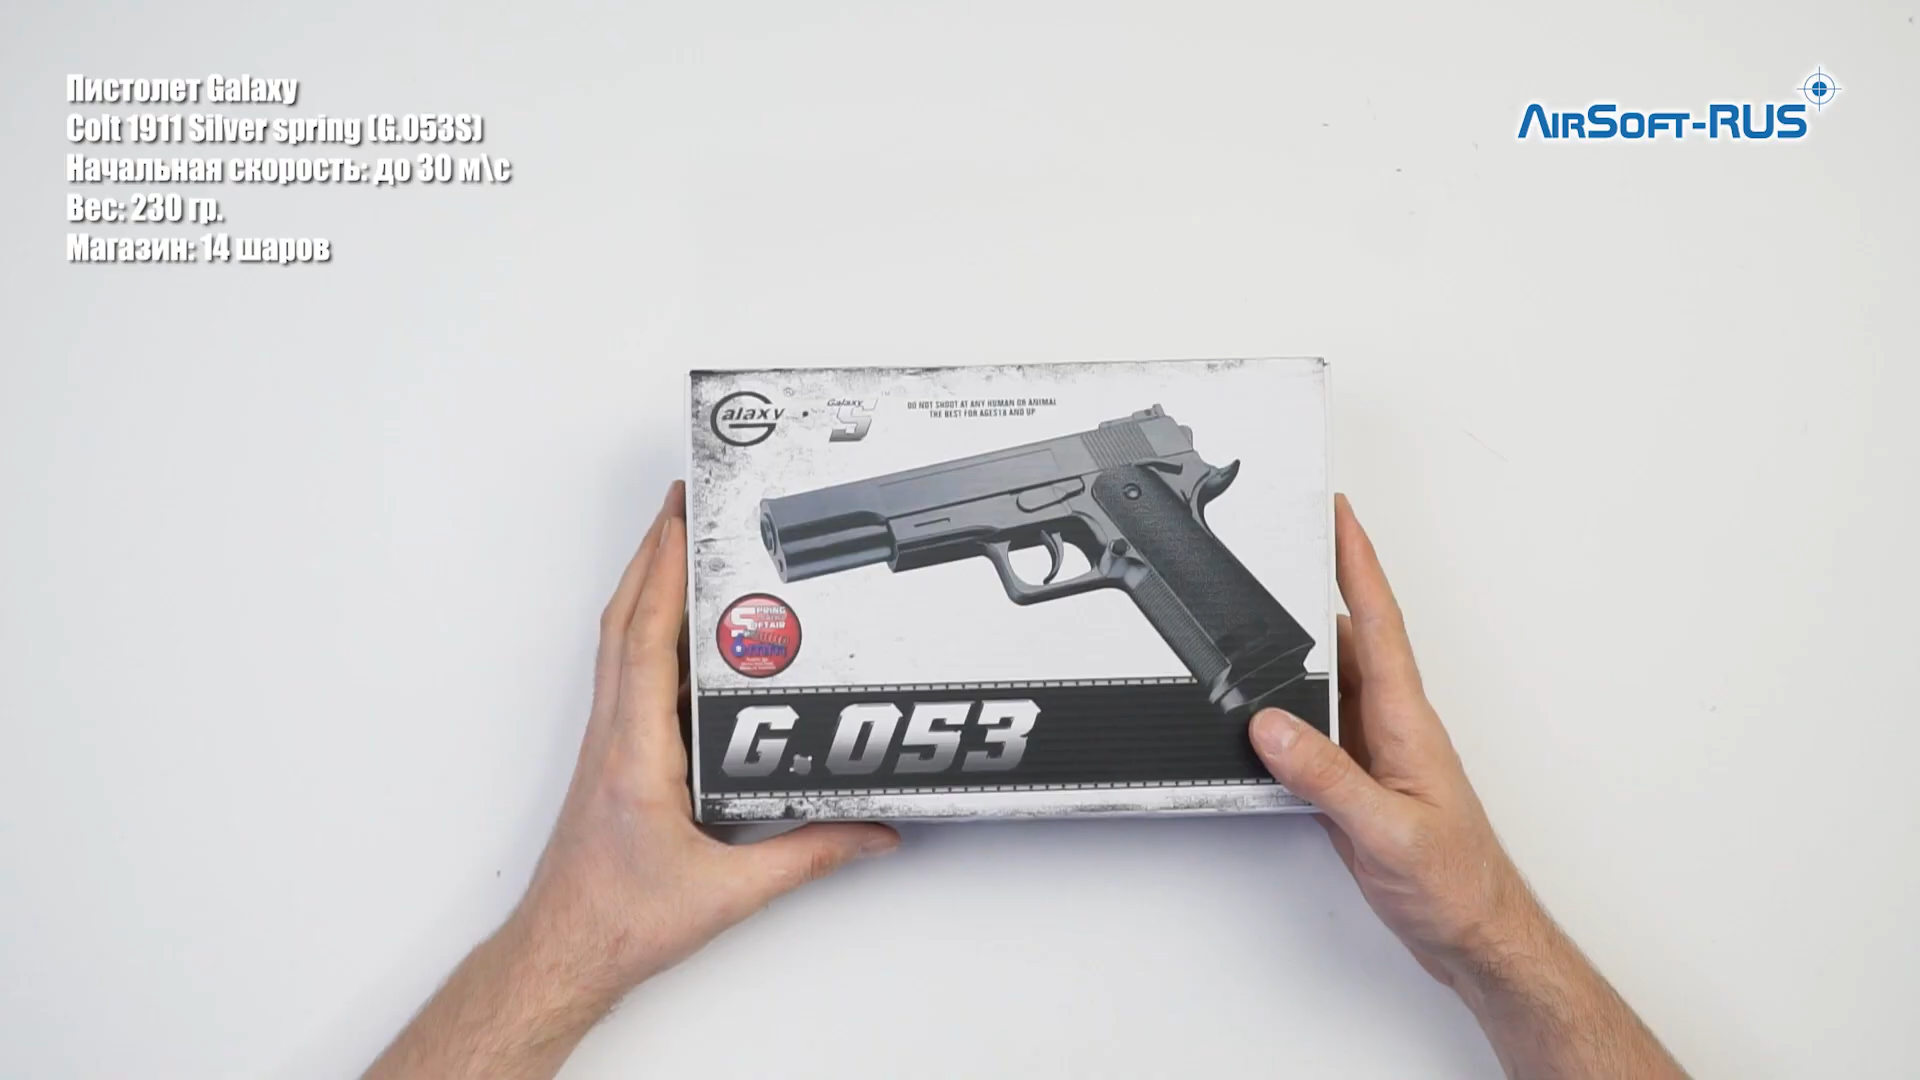 Пистолет Galaxy
Colt 1911 Silver spring (G.053S)
Начальная скорость: до 30 м\с
Вес: 230 гр.
Магазин: 14 шаров
AIRSOFT-RUS
Galaxy
Galaxy S
DO NOT SHOOT AT ANY HUMAN OR ANIMAL
THE BEST FOR AGES18 AND UP
SPRING
SOFTAIR
6mm
G.053